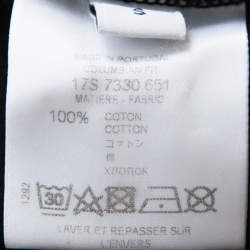 S
MADE IN PORTUGAL
COLUMBIAN FIT
17S 7330 651
MATIERE - FABRIC
100% COTON
COTTON
コットン
棉
ХЛОПОК
1292
30
LAVER ET REPASSER SUR
L'ENVERS